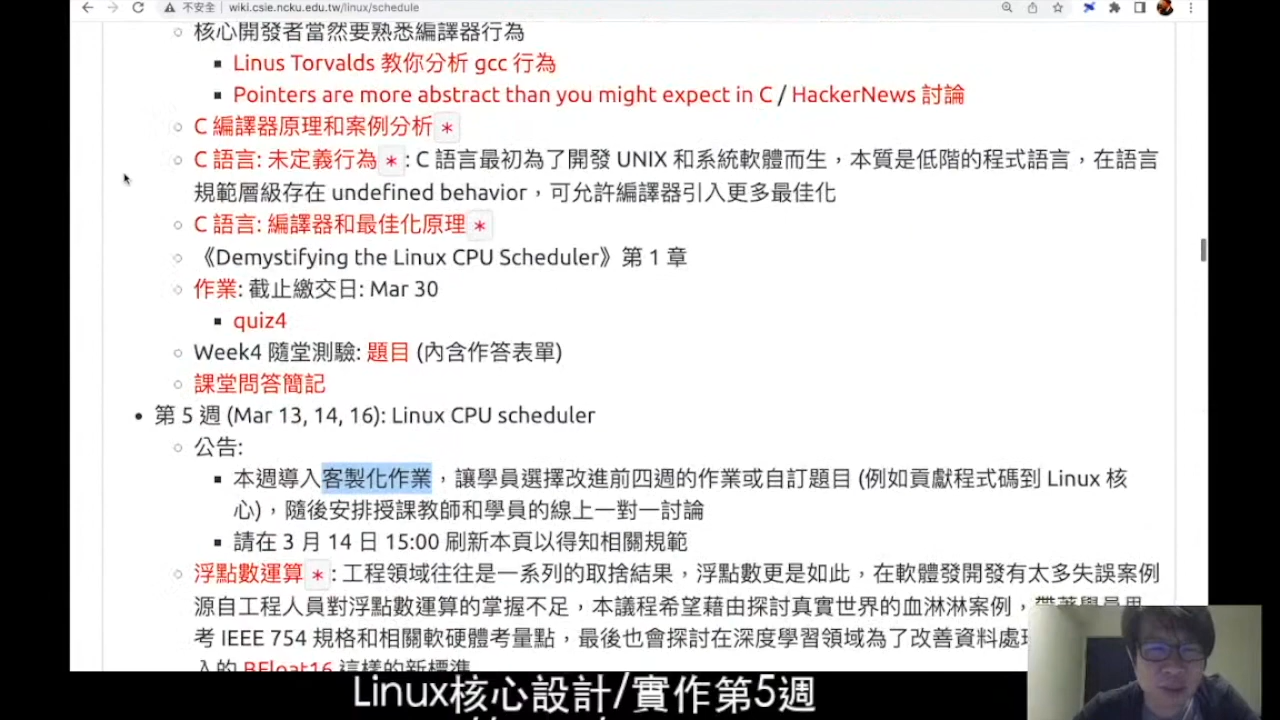 不安全 wiki.csie.ncku.edu.tw/linux/schedule
核心開發者當然要熟悉編譯器行為
Linus Torvalds 教你分析 gcc 行為
Pointers are more abstract than you might expect in C / HackerNews 討論
C 編譯器原理和案例分析 *
C 語言: 未定義行為 * : C 語言最初為了開發 UNIX 和系統軟體而生，本質是低階的程式語言，在語言
規範層級存在 undefined behavior，可允許編譯器引入更多最佳化
C 語言: 編譯器和最佳化原理 *
《Demystifying the Linux CPU Scheduler》第 1 章
作業: 截止繳交日: Mar 30
quiz4
Week4 隨堂測驗: 題目 (內含作答表單)
課堂問答簡記
第 5 週 (Mar 13, 14, 16): Linux CPU scheduler
公告:
本週導入客製化作業，讓學員選擇改進前四週的作業或自訂題目 (例如貢獻程式碼到 Linux 核
心)，隨後安排授課教師和學員的線上一對一討論
請在 3 月 14 日 15:00 刷新本頁以得知相關規範
浮點數運算 * : 工程領域往往是一系列的取捨結果，浮點數更是如此，在軟體發開發有太多失誤案例
源自工程人員對浮點數運算的掌握不足，本議程希望藉由探討真實世界的血淋淋案例，帶著學員思
考 IEEE 754 規格和相關軟硬體考量點，最後也會探討在深度學習領域為了改善資料處
入的 BFloat16 這樣的新標準
Linux核心設計/實作第5週